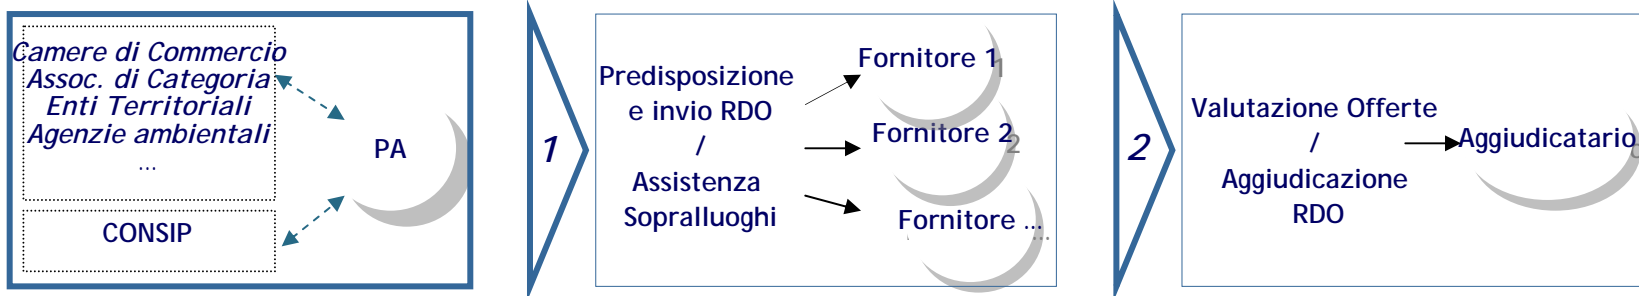 Camere di Commercio
Assoc. di Categoria
Enti Territoriali
Agenzie ambientali
...
CONSIP
PA
1
Predisposizione
e invio RDO
/
Assistenza
Sopralluoghi
Fornitore 1
Fornitore 2
Fornitore ...
2
Valutazione Offerte
/
Aggiudicazione
RDO
Aggiudicatario